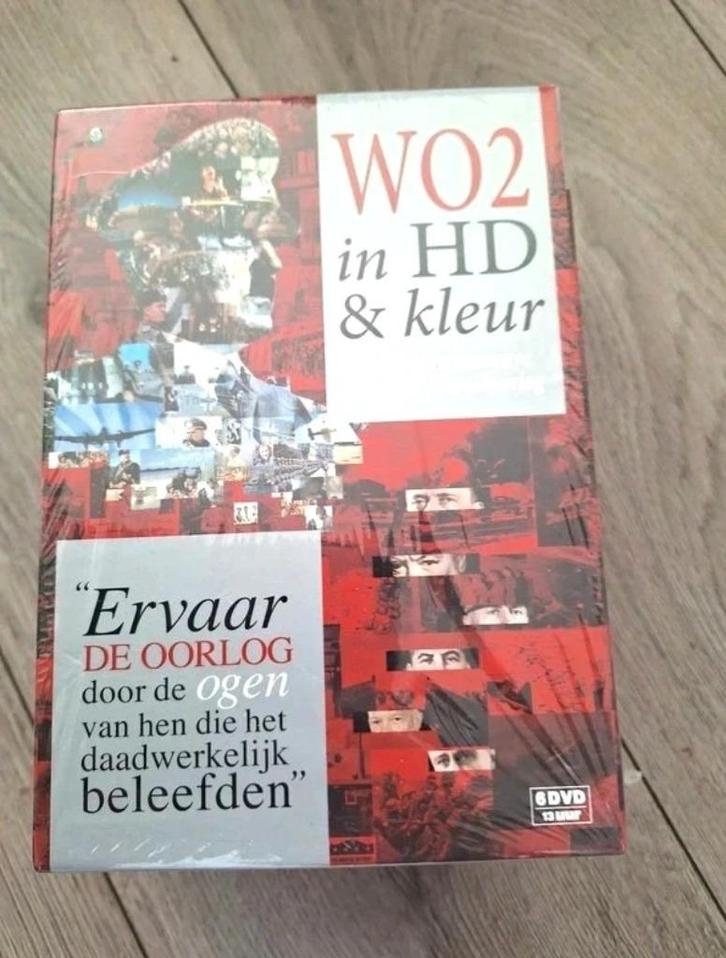 WO2
in HD
& kleur
“Ervaar
DE OORLOG
door de ogen
van hen die het
daadwerkelijk
beleefden”
6 DVD
13 UUR